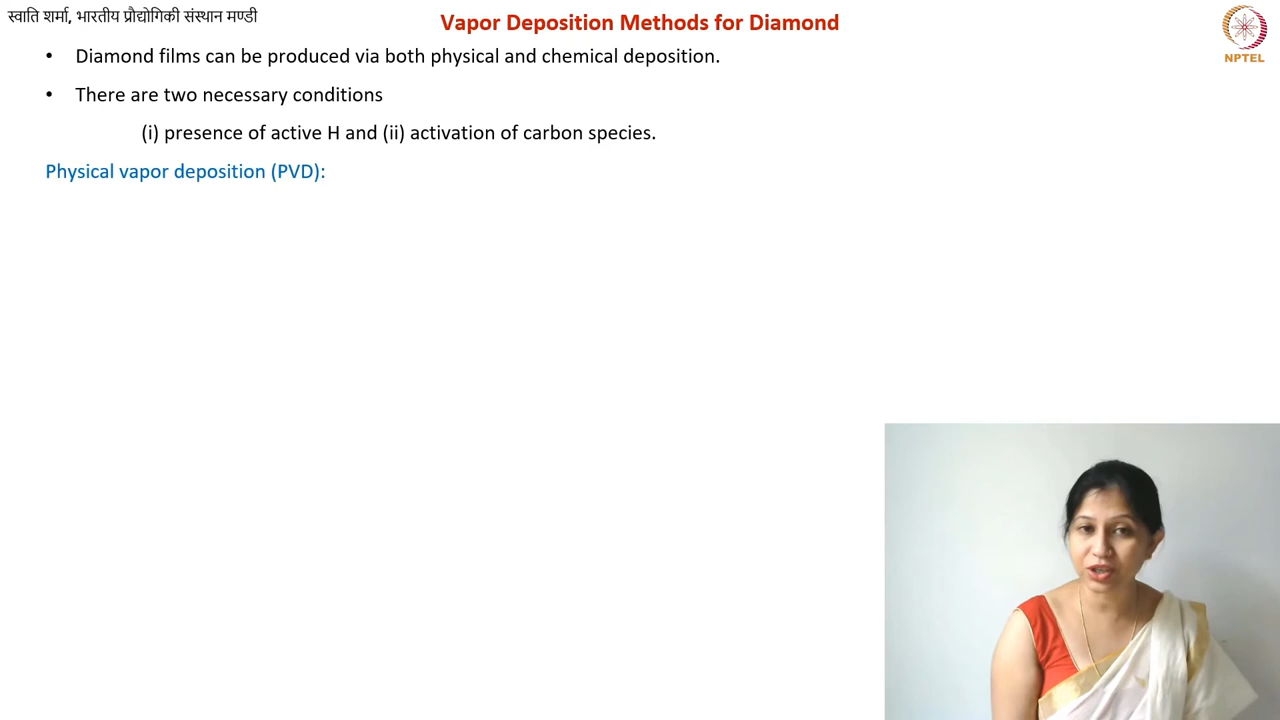 स्वाति शर्मा, भारतीय प्रौद्योगिकी संस्थान मण्डी
Vapor Deposition Methods for Diamond
NPTEL
• Diamond films can be produced via both physical and chemical deposition.
• There are two necessary conditions
(i) presence of active H and (ii) activation of carbon species.
Physical vapor deposition (PVD):